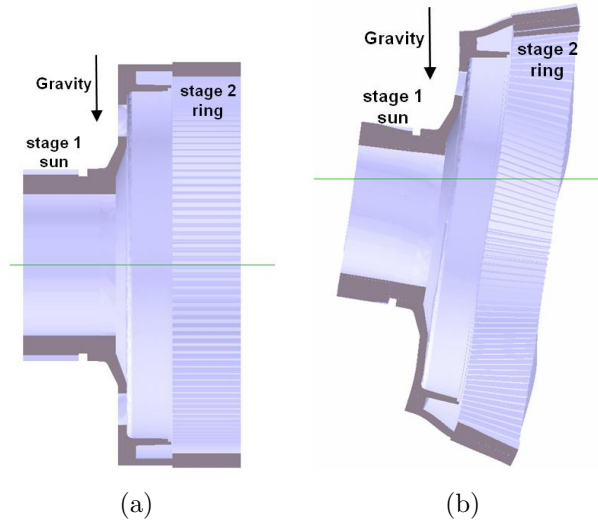 Gravity
stage 2
ring
stage 1
sun
(a)
Gravity
stage 2
ring
stage 1
sun
(b)